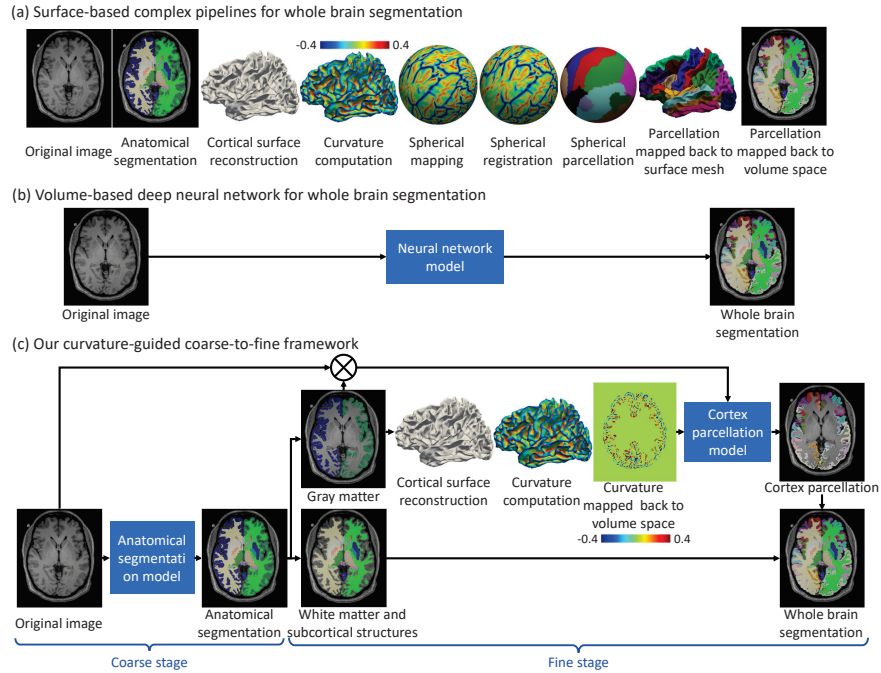 (a) Surface-based complex pipelines for whole brain segmentation
-0.4 0.4
Original image
Anatomical
segmentation
Cortical surface
reconstruction
Curvature
computation
Spherical
mapping
Spherical
registration
Spherical
parcellation
Parcellation
mapped back to
surface mesh
Parcellation
mapped back to
volume space
(b) Volume-based deep neural network for whole brain segmentation
Neural network
model
Original image
Whole brain
segmentation
(c) Our curvature-guided coarse-to-fine framework
Gray matter
Cortical surface
reconstruction
Curvature
computation
Curvature
mapped back to
volume space
-0.4 0.4
Cortex
parcellation
model
Cortex parcellation
Original image
Anatomical
segmentati
on model
Anatomical
segmentation
White matter and
subcortical structures
Whole brain
segmentation
Coarse stage
Fine stage